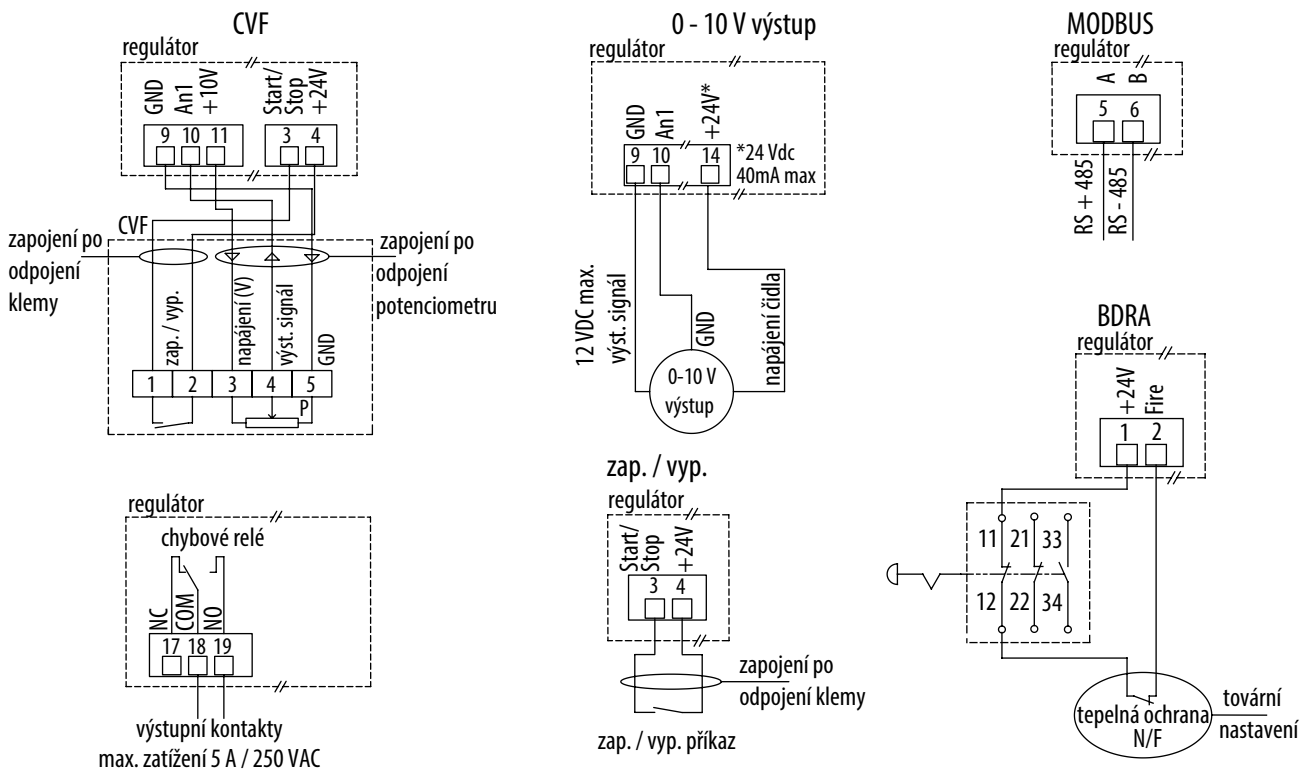 CVF
regulátor
GND
An1
+10V
Start/
Stop
+24V
9 10 11
3 4
CVF
zapojení po
odpojení
klemy
zapojení po
odpojení
potenciometru
zap. / vyp.
napájení (V)
výst. signál
GND
1 2 3 4 5
P
0 - 10 V výstup
regulátor
GND
An1
+24V*
9 10 14
*24 Vdc
40mA max
12 VDC max.
výst. signál
GND
napájení čidla
0-10 V
výstup
MODBUS
regulátor
A
B
5 6
RS + 485
RS - 485
BDRA
regulátor
+24V
Fire
1 2
11 21 33
12 22 34
tepelná ochrana
N/F
tovární
nastavení
regulátor
chybové relé
NC
COM
NO
17 18 19
výstupní kontakty
max. zatížení 5 A / 250 VAC
zap. / vyp.
regulátor
Start/
Stop
+24V
3 4
zapojení po
odpojení klemy
zap. / vyp. příkaz